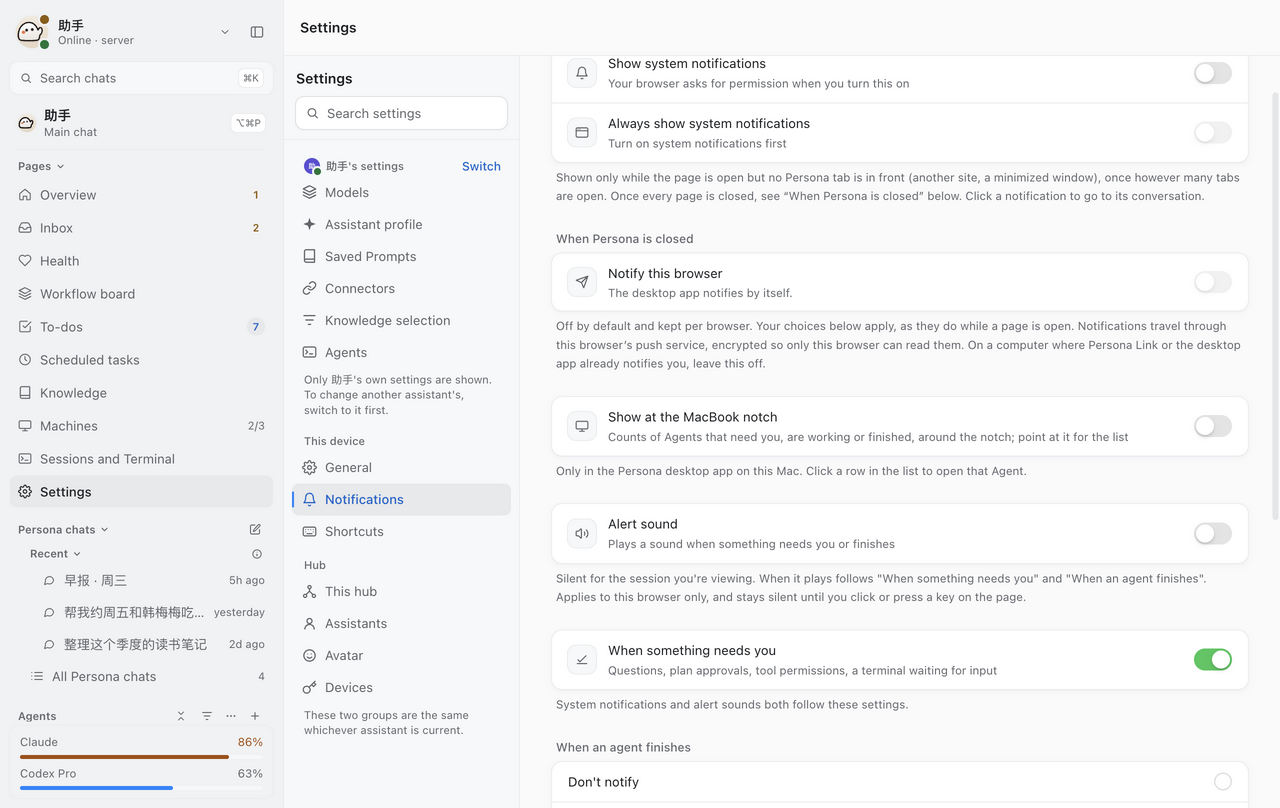 助手
Online · server
Search chats
⌘K
助手
Main chat
⌥⌘P
Pages
Overview
1
Inbox
2
Health
Workflow board
To-dos
7
Scheduled tasks
Knowledge
Machines
2/3
Sessions and Terminal
Settings
Persona chats
Recent
早报 · 周三
5h ago
帮我约周五和韩梅梅吃...
yesterday
整理这个季度的读书笔记
2d ago
All Persona chats
4
Agents
Claude
86%
Codex Pro
63%
Settings
Settings
Search settings
助手's settings
Switch
Models
Assistant profile
Saved Prompts
Connectors
Knowledge selection
Agents
Only 助手's own settings are shown.
To change another assistant's,
switch to it first.
This device
General
Notifications
Shortcuts
Hub
This hub
Assistants
Avatar
Devices
These two groups are the same
whichever assistant is current.
Show system notifications
Your browser asks for permission when you turn this on
Always show system notifications
Turn on system notifications first
Shown only while the page is open but no Persona tab is in front (another site, a minimized window), once however many tabs
are open. Once every page is closed, see “When Persona is closed” below. Click a notification to go to its conversation.
When Persona is closed
Notify this browser
The desktop app notifies by itself.
Off by default and kept per browser. Your choices below apply, as they do while a page is open. Notifications travel through
this browser’s push service, encrypted so only this browser can read them. On a computer where Persona Link or the desktop
app already notifies you, leave this off.
Show at the MacBook notch
Counts of Agents that need you, are working or finished, around the notch; point at it for the list
Only in the Persona desktop app on this Mac. Click a row in the list to open that Agent.
Alert sound
Plays a sound when something needs you or finishes
Silent for the session you're viewing. When it plays follows "When something needs you" and "When an agent finishes".
Applies to this browser only, and stays silent until you click or press a key on the page.
When something needs you
Questions, plan approvals, tool permissions, a terminal waiting for input
System notifications and alert sounds both follow these settings.
When an agent finishes
Don't notify